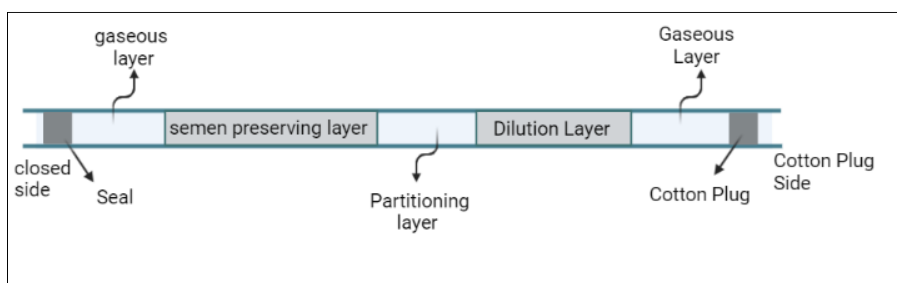 gaseous
layer
Gaseous
Layer
semen preserving layer
Dilution Layer
closed
side
Seal
Partitioning
layer
Cotton Plug
Cotton Plug
Side